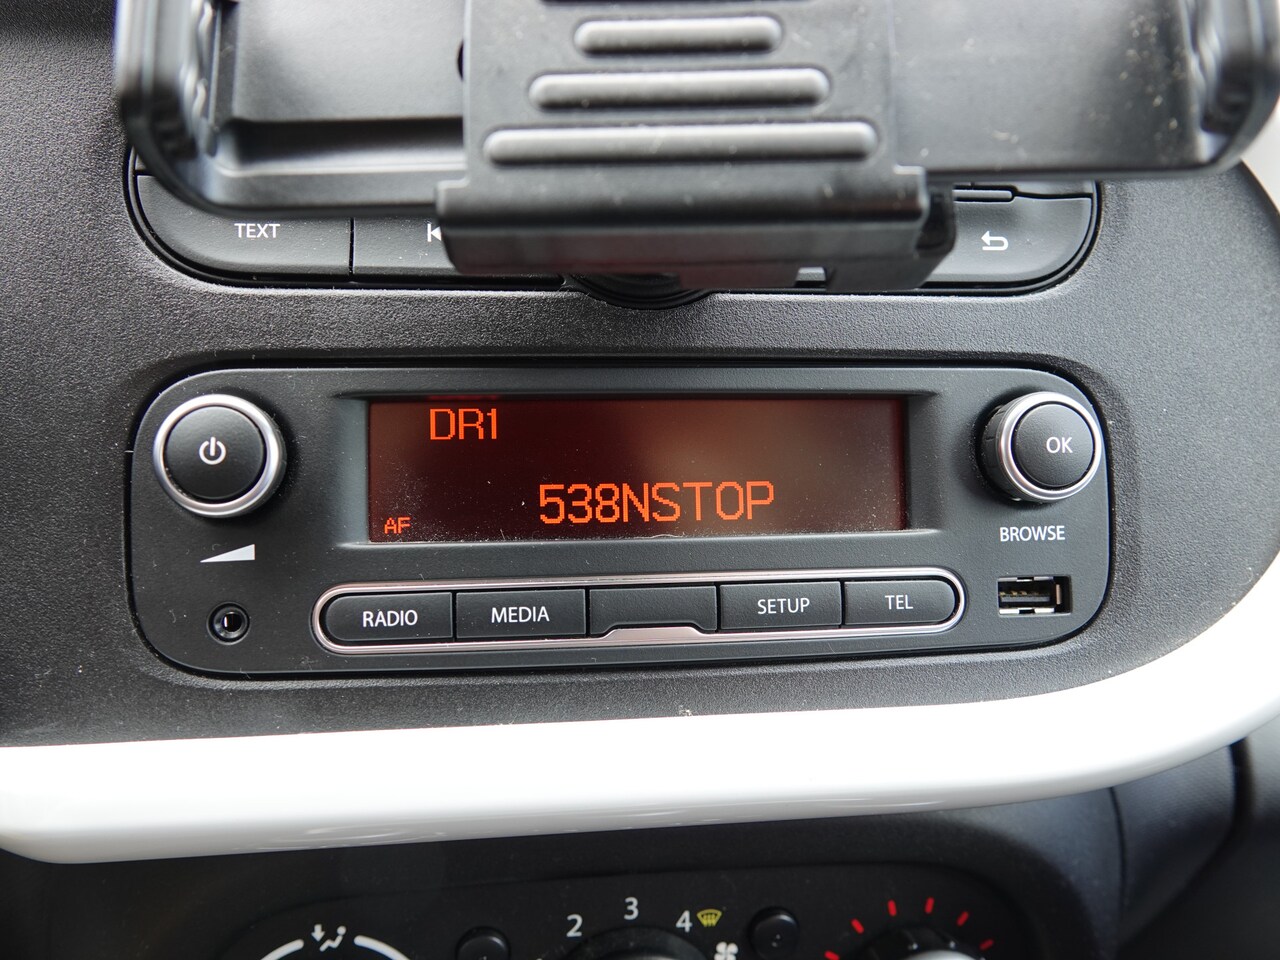 TEXT
DR1
538NSTOP
AF
OK
BROWSE
RADIO
MEDIA
SETUP
TEL
2
3
4